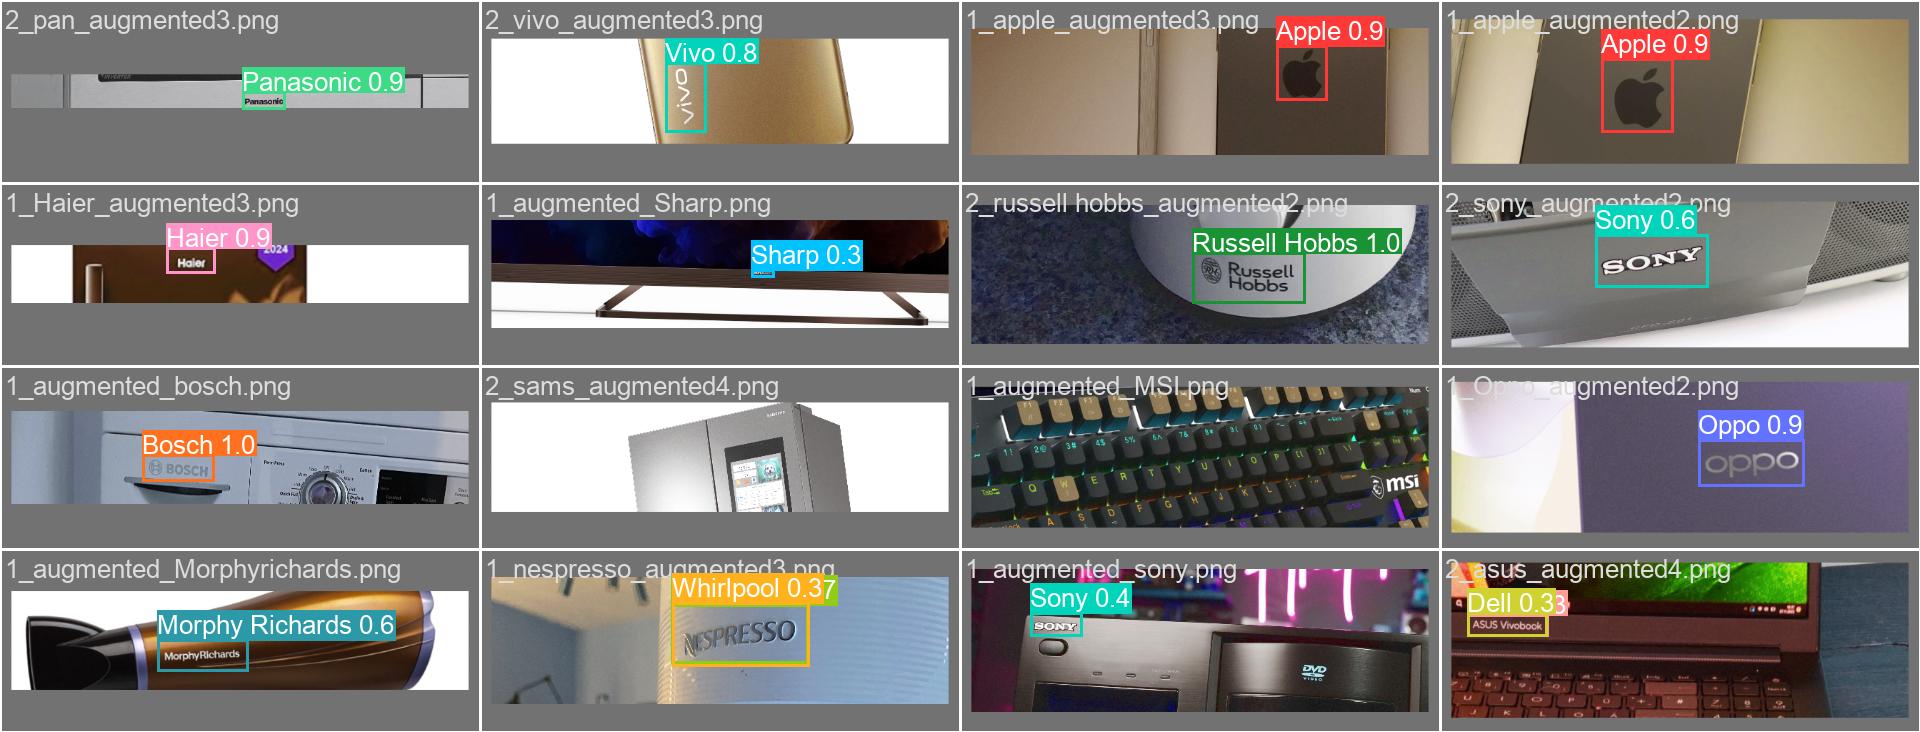 2_pan_augmented3.png
Panasonic 0.9
Panasonic
2_vivo_augmented3.png
Vivo 0.8
vivo
1_apple_augmented3.png
Apple 0.9
1_apple_augmented2.png
Apple 0.9
1_Haier_augmented3.png
Haier 0.9
2024
Haier
1_augmented_Sharp.png
Sharp 0.3
2_russell hobbs_augmented2.png
Russell Hobbs 1.0
Russell
Hobbs
2_sony_augmented2.png
Sony 0.6
SONY
1_augmented_bosch.png
Bosch 1.0
BOSCH
2_sams_augmented4.png
1_augmented_MSI.png
Q W E R T Y U I O P
A S D F G H J K L
msi
1_Oppo_augmented2.png
Oppo 0.9
oppo
1_augmented_Morphyrichards.png
Morphy Richards 0.6
MorphyRichards
1_nespresso_augmented3.png
Whirlpool 0.37
NESPRESSO
1_augmented_sony.png
Sony 0.4
SONY
DVD
VIDEO
2_asus_augmented4.png
Dell 0.33
ASUS Vivobook